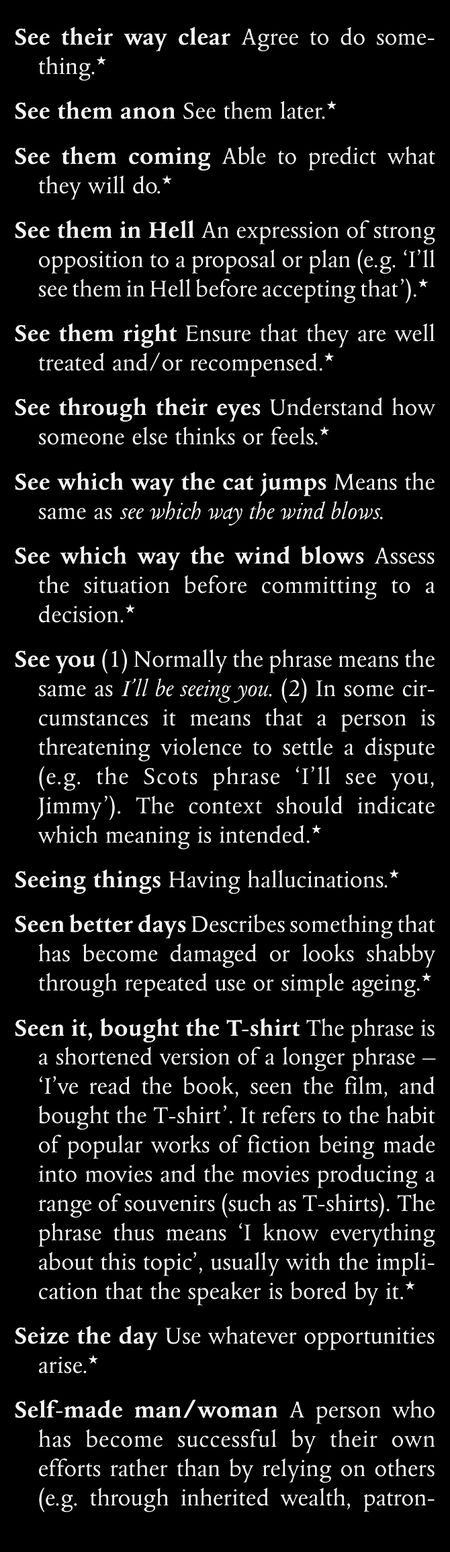 See their way clear Agree to do some-
thing.★
See them anon See them later.★
See them coming Able to predict what
they will do.★
See them in Hell An expression of strong
opposition to a proposal or plan (e.g. ‘I’ll
see them in Hell before accepting that’).★
See them right Ensure that they are well
treated and/or recompensed.★
See through their eyes Understand how
someone else thinks or feels.★
See which way the cat jumps Means the
same as see which way the wind blows.
See which way the wind blows Assess
the situation before committing to a
decision.★
See you (1) Normally the phrase means the
same as I’ll be seeing you. (2) In some cir-
cumstances it means that a person is
threatening violence to settle a dispute
(e.g. the Scots phrase ‘I’ll see you,
Jimmy’). The context should indicate
which meaning is intended.★
Seeing things Having hallucinations.★
Seen better days Describes something that
has become damaged or looks shabby
through repeated use or simple ageing.★
Seen it, bought the T-shirt The phrase is
a shortened version of a longer phrase –
‘I’ve read the book, seen the film, and
bought the T-shirt’. It refers to the habit
of popular works of fiction being made
into movies and the movies producing a
range of souvenirs (such as T-shirts). The
phrase thus means ‘I know everything
about this topic’, usually with the impli-
cation that the speaker is bored by it.★
Seize the day Use whatever opportunities
arise.★
Self-made man/woman A person who
has become successful by their own
efforts rather than by relying on others
(e.g. through inherited wealth, patron-